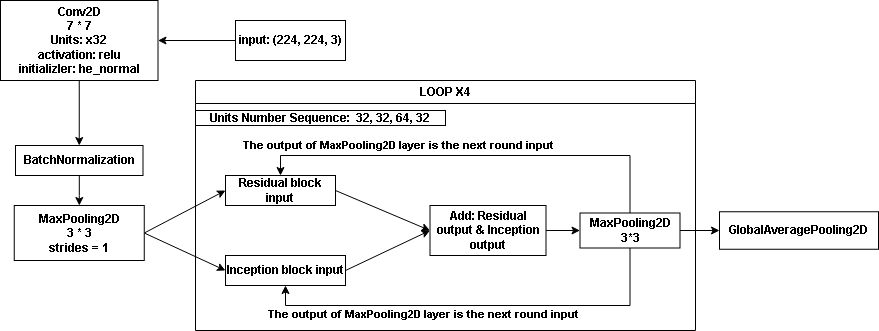 Conv2D
7 * 7
Units: x32
activation: relu
initializler: he_normal
input: (224, 224, 3)
BatchNormalization
MaxPooling2D
3 * 3
strides = 1
LOOP X4
Units Number Sequence: 32, 32, 64, 32
The output of MaxPooling2D layer is the next round input
Residual block
input
Inception block input
Add: Residual
output & Inception
output
MaxPooling2D
3*3
The output of MaxPooling2D layer is the next round input
GlobalAveragePooling2D